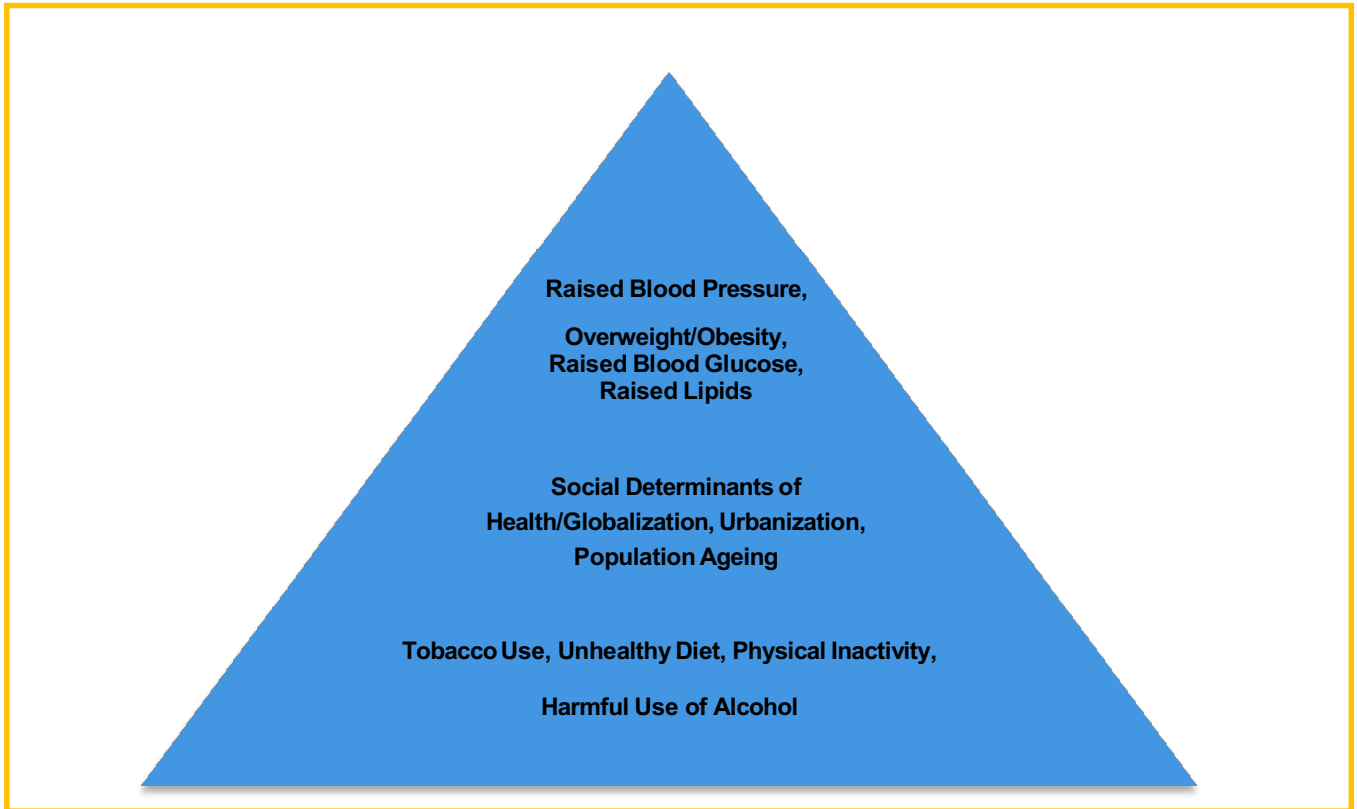 Raised Blood Pressure,
Overweight/Obesity,
Raised Blood Glucose,
Raised Lipids
Social Determinants of
Health/Globalization, Urbanization,
Population Ageing
Tobacco Use, Unhealthy Diet, Physical Inactivity,
Harmful Use of Alcohol